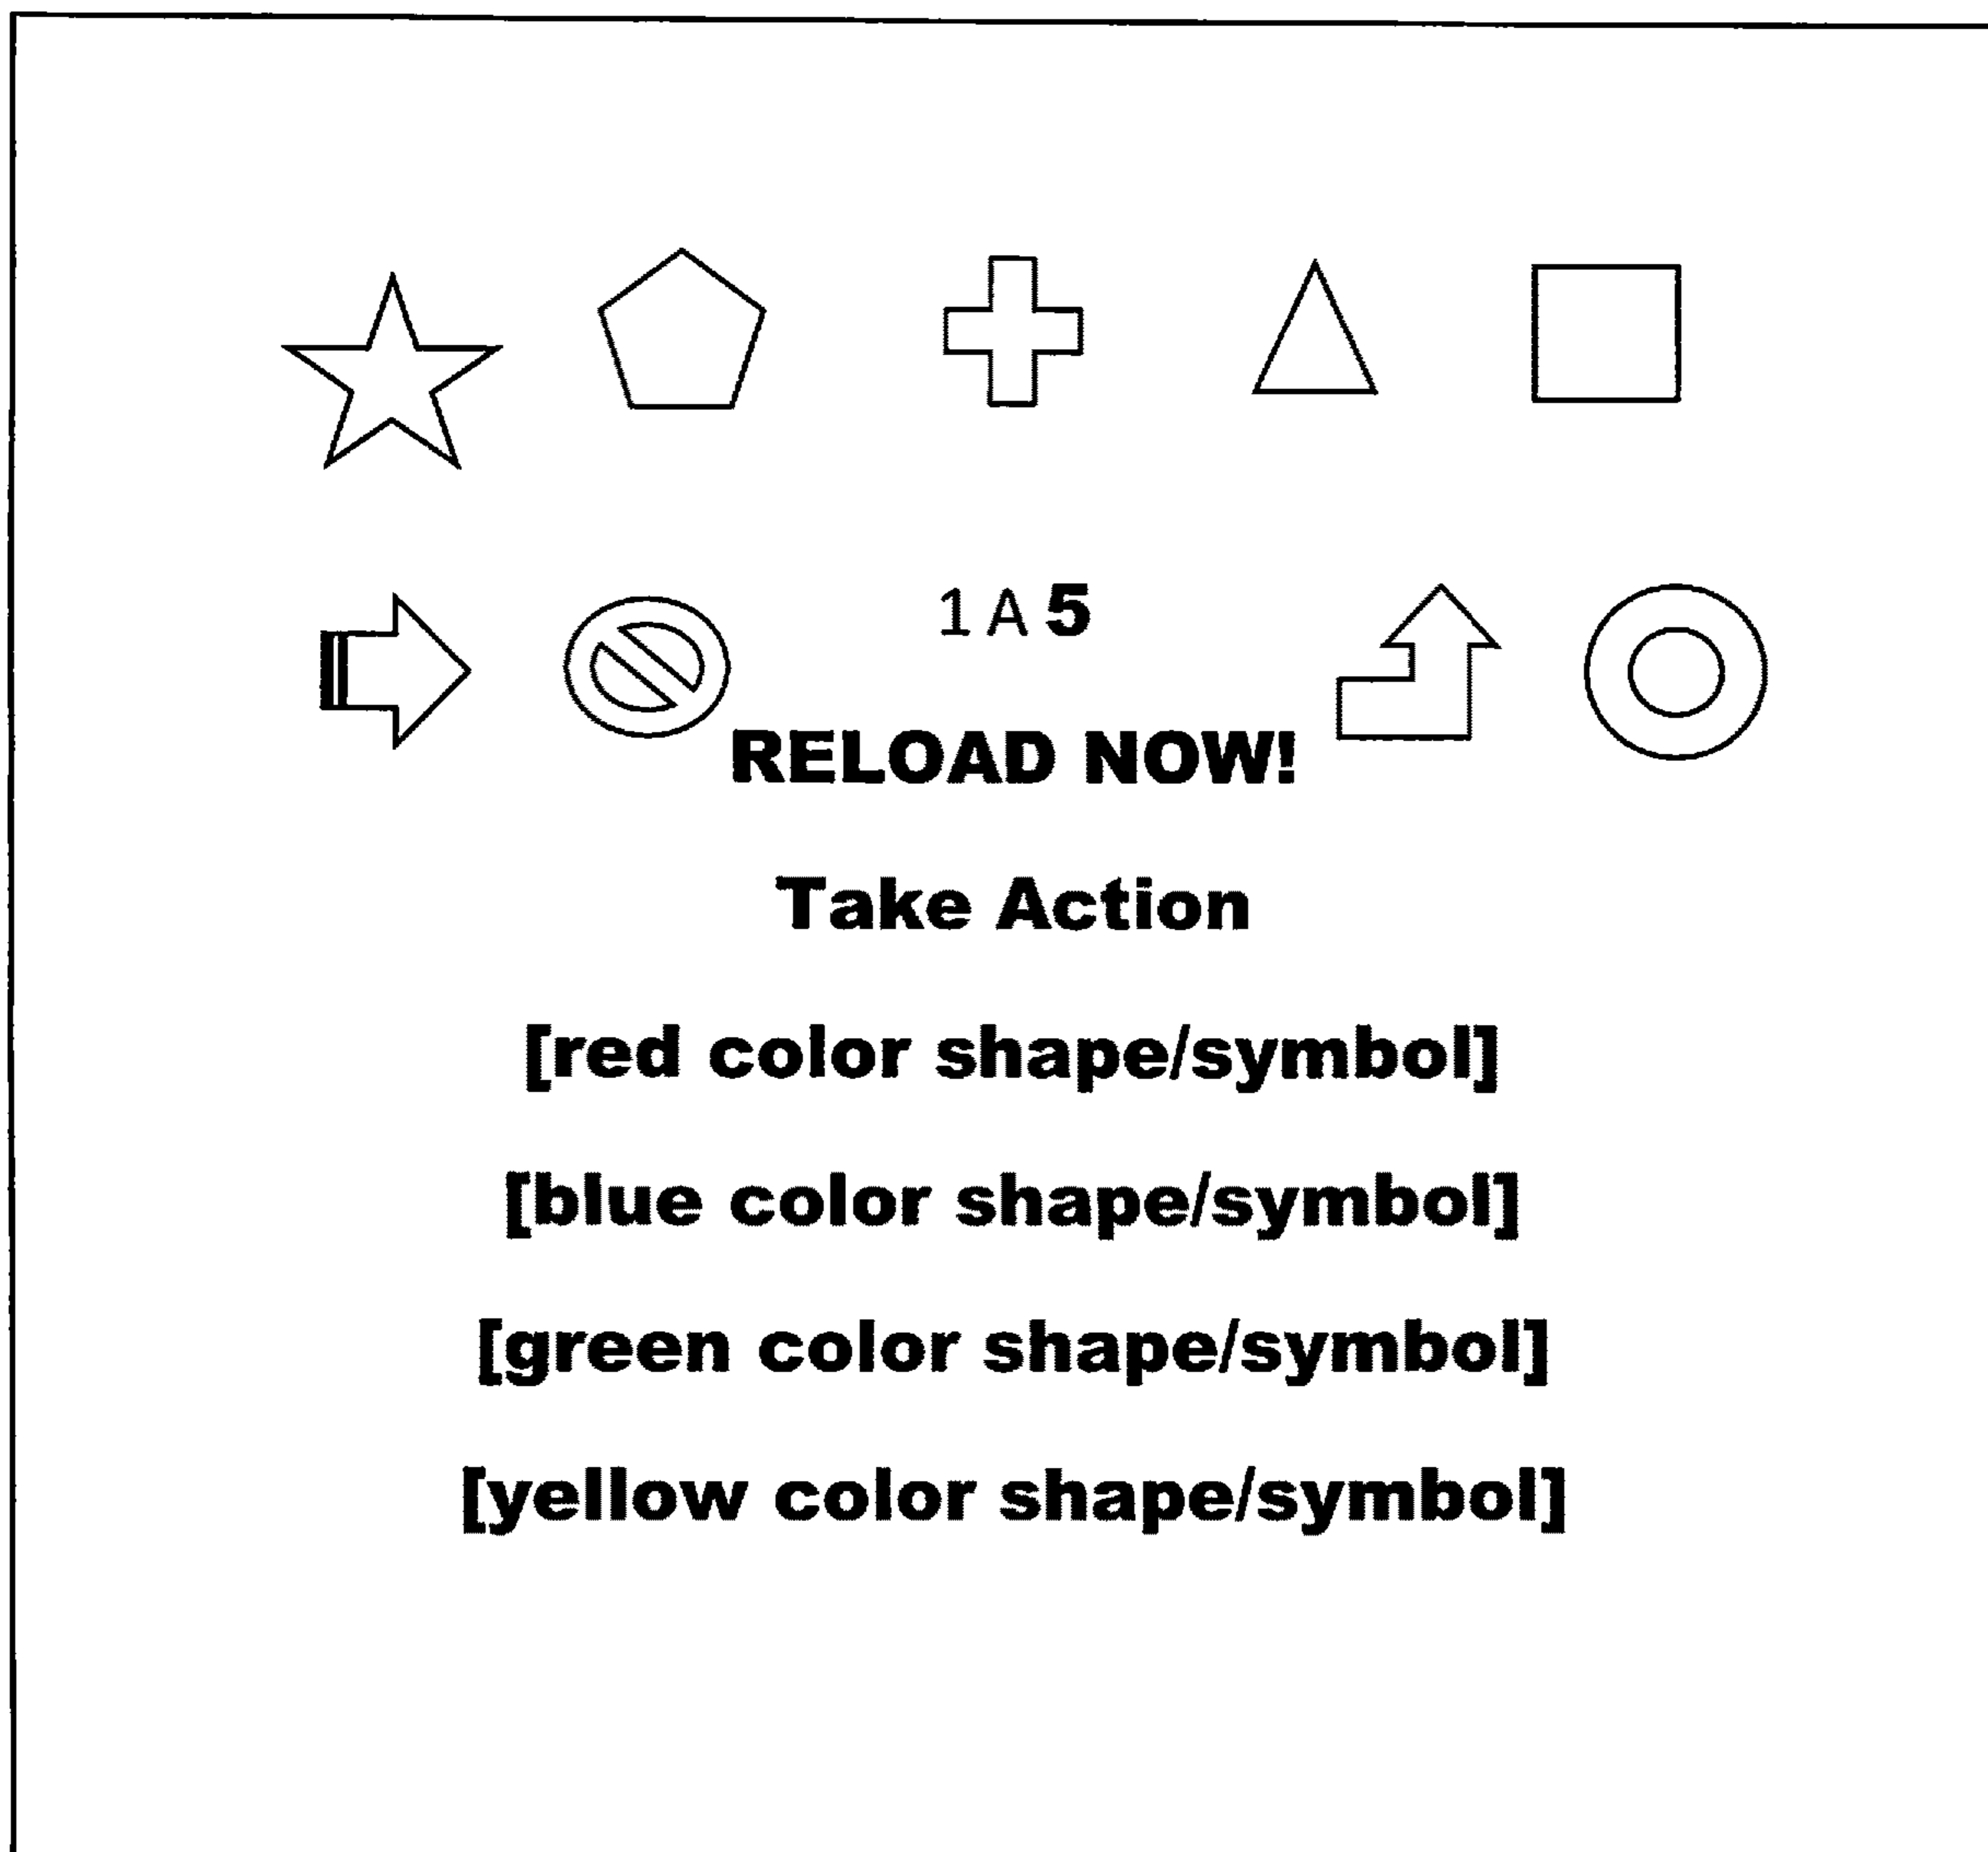 1 A 5
RELOAD NOW!
Take Action
[red color shape/symbol]
[blue color shape/symbol]
[green color shape/symbol]
[yellow color shape/symbol]